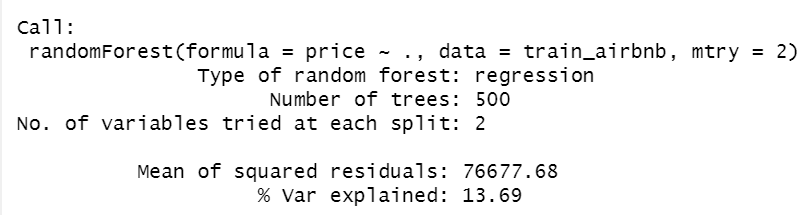 Call:
randomForest(formula = price ~ ., data = train_airbnb, mtry = 2)
Type of random forest: regression
Number of trees: 500
No. of variables tried at each split: 2
Mean of squared residuals: 76677.68
% Var explained: 13.69